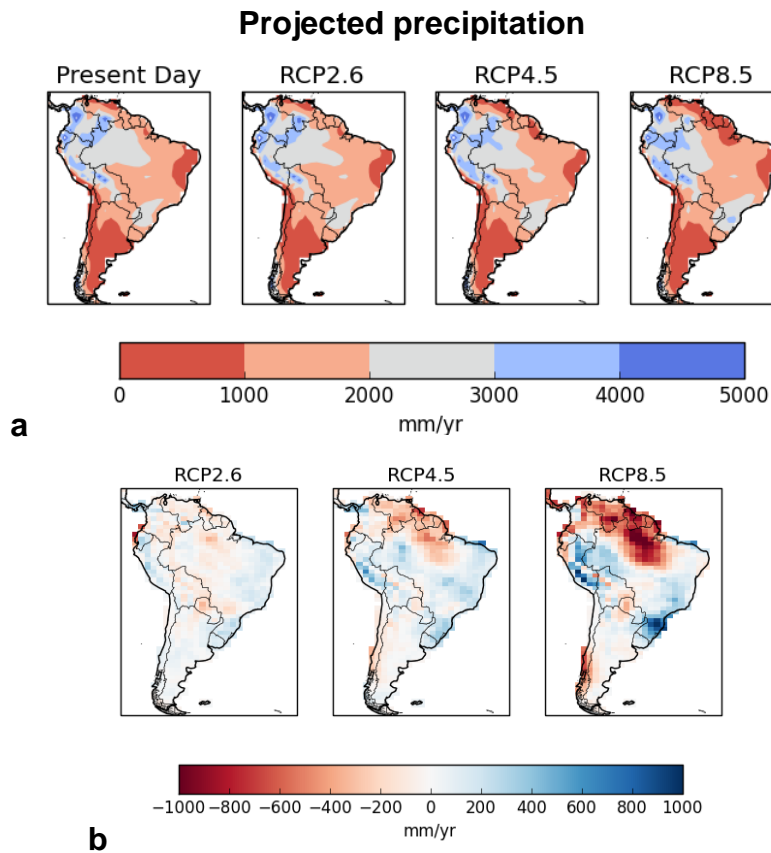 Projected precipitation
Present Day RCP2.6 RCP4.5 RCP8.5
0 1000 2000 3000 4000 5000
mm/yr
a
RCP2.6 RCP4.5 RCP8.5
−1000 −800 −600 −400 −200 0 200 400 600 800 1000
mm/yr
b